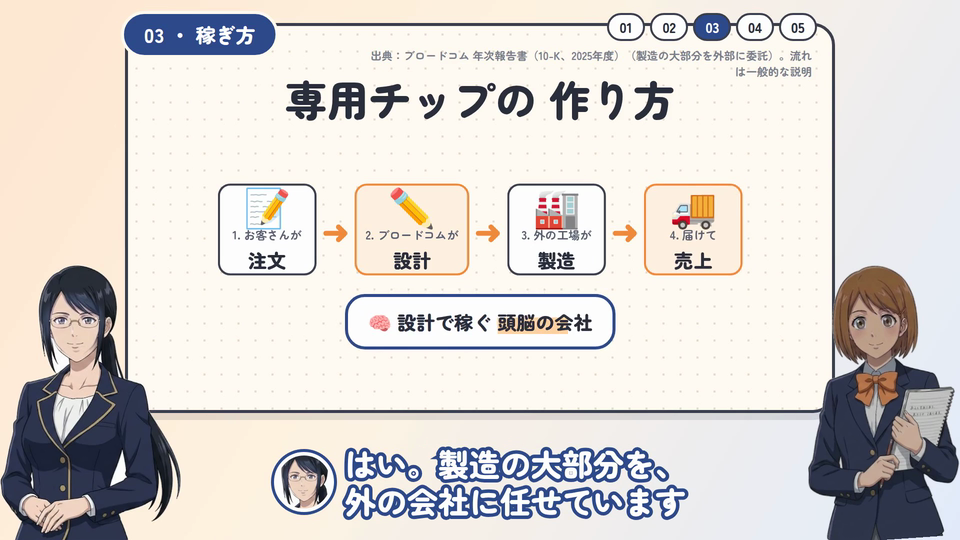 03 ・ 稼ぎ方
01 02 03 04 05
出典：ブロードコム 年次報告書（10-K、2025年度）（製造の大部分を外部に委託）。流れ
は一般的な説明
専用チップの 作り方
1. お客さんが
注文
2. ブロードコムが
設計
3. 外の工場が
製造
4. 届けて
売上
設計で稼ぐ 頭脳の会社
はい。製造の大部分を、
外の会社に任せています